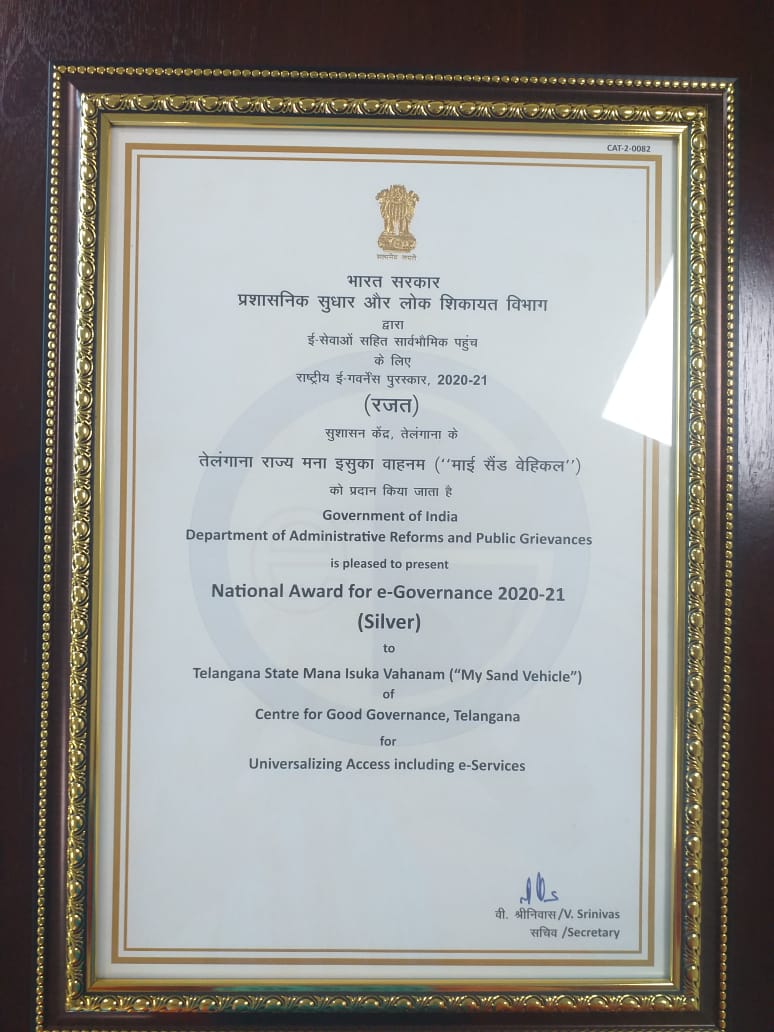 CAT-2-0082
सत्यमेव जयते
भारत सरकार
प्रशासनिक सुधार और लोक शिकायत विभाग
द्वारा
ई-सेवाओं सहित सार्वभौमिक पहुंच
के लिए
राष्ट्रीय ई-गवर्नेंस पुरस्कार, 2020-21
(रजत)
सुशासन केंद्र, तेलंगाना के
तेलंगाना राज्य मना इसुका वाहनम (''माई सैंड वेहिकल'')
को प्रदान किया जाता है
Government of India
Department of Administrative Reforms and Public Grievances
is pleased to present
National Award for e-Governance 2020-21
(Silver)
to
Telangana State Mana Isuka Vahanam (“My Sand Vehicle”)
of
Centre for Good Governance, Telangana
for
Universalizing Access including e-Services
वी. श्रीनिवास/V. Srinivas
सचिव /Secretary